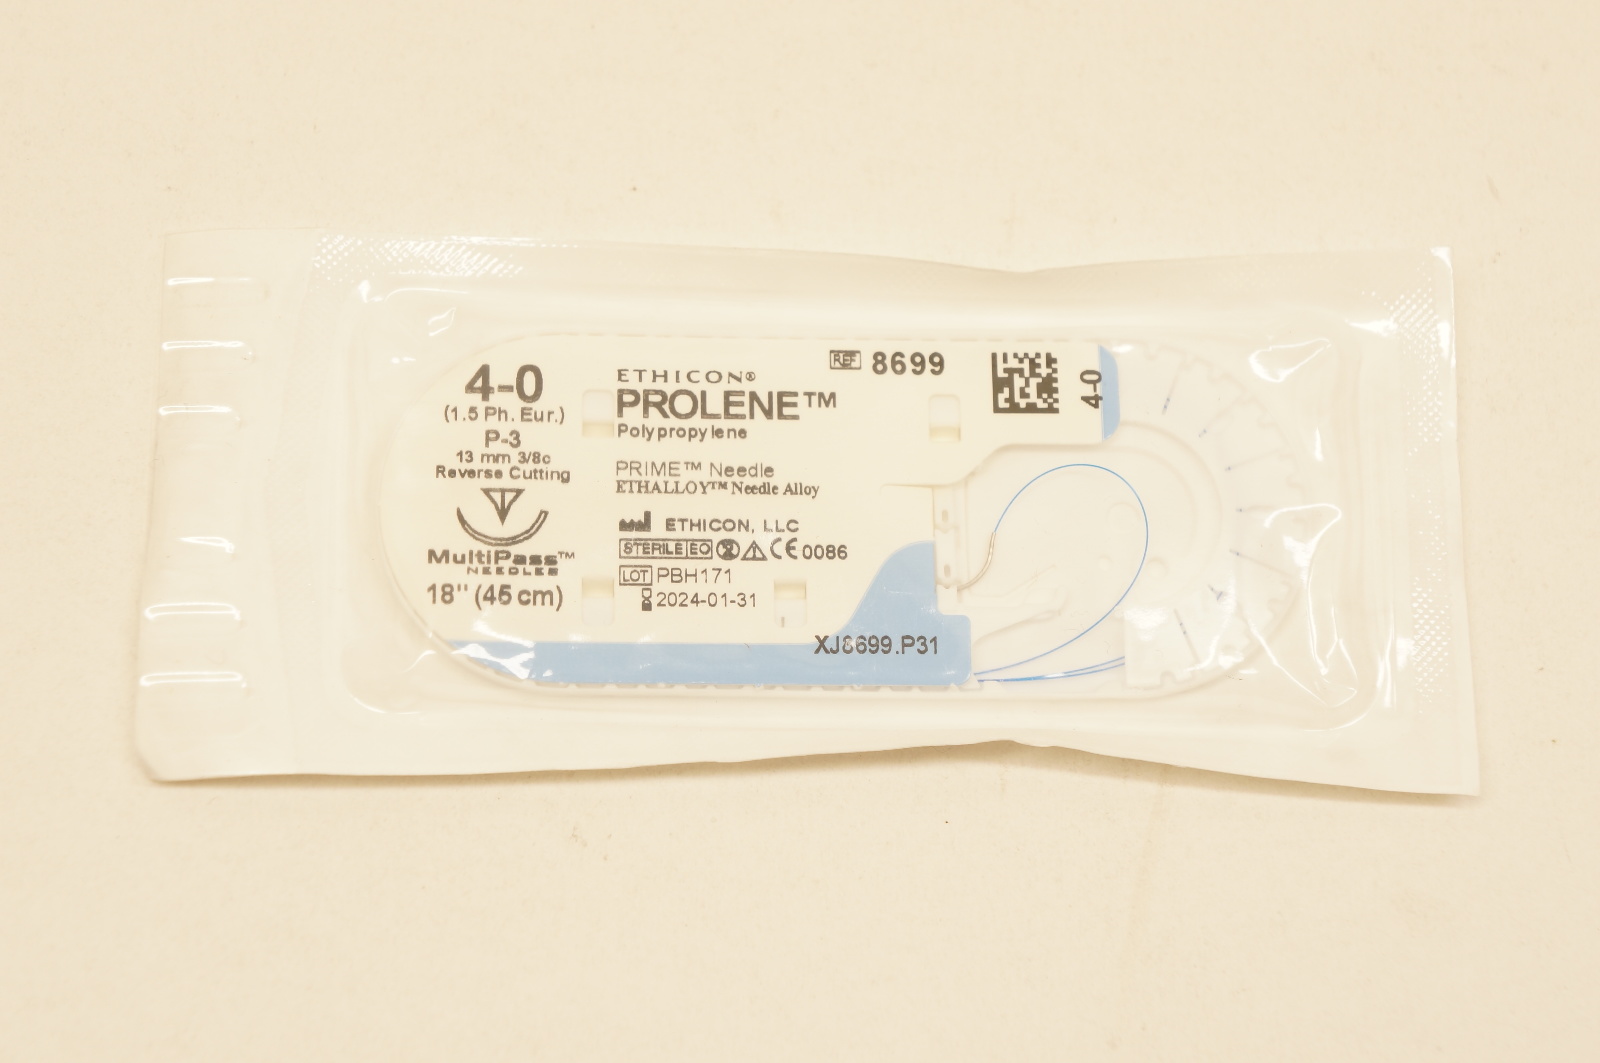 4-0
(1.5 Ph. Eur.)
P-3
13 mm 3/8c
Reverse Cutting
MultiPass™
NEEDLES
18" (45 cm)
ETHICON®
PROLENE™
Polypropylene
PRIME™ Needle
ETHALLOY™ Needle Alloy
ETHICON, LLC
STERILE EO 2 CE 0086
LOT PBH171
2024-01-31
REF 8699
4-0
XJ8699.P31